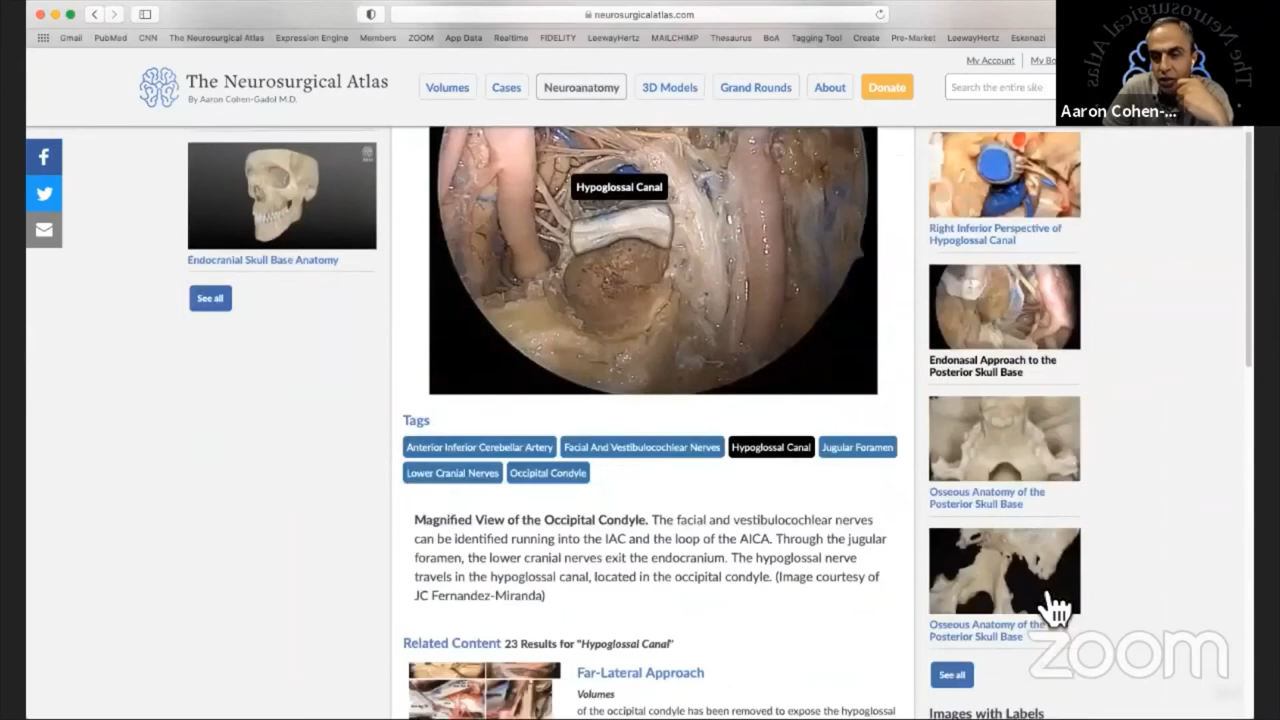 neurosurgicalatlas.com
Gmail PubMed CNN The Neurosurgical Atlas Expression Engine Members ZOOM App Data Realtime FIDELITY LeewayHertz MAILCHIMP Thesaurus BoA Tagging Tool Create Pre-Market LeewayHertz Eskenazi
The Neurosurgical Atlas
Aaron Cohen-...
My Account My Bo
The Neurosurgical Atlas
By Aaron Cohen-Gadol M.D.
Volumes Cases Neuroanatomy 3D Models Grand Rounds About Donate
Search the entire site
Endocranial Skull Base Anatomy
See all
Hypoglossal Canal
Tags
Anterior Inferior Cerebellar Artery Facial And Vestibulocochlear Nerves Hypoglossal Canal Jugular Foramen
Lower Cranial Nerves Occipital Condyle
Magnified View of the Occipital Condyle. The facial and vestibulocochlear nerves
can be identified running into the IAC and the loop of the AICA. Through the jugular
foramen, the lower cranial nerves exit the endocranium. The hypoglossal nerve
travels in the hypoglossal canal, located in the occipital condyle. (Image courtesy of
JC Fernandez-Miranda)
Related Content 23 Results for "Hypoglossal Canal"
Far-Lateral Approach
Volumes
of the occipital condyle has been removed to expose the hypoglossal
Right Inferior Perspective of
Hypoglossal Canal
Endonasal Approach to the
Posterior Skull Base
Osseous Anatomy of the
Posterior Skull Base
Osseous Anatomy of the
Posterior Skull Base
See all
Images with Labels
zoom